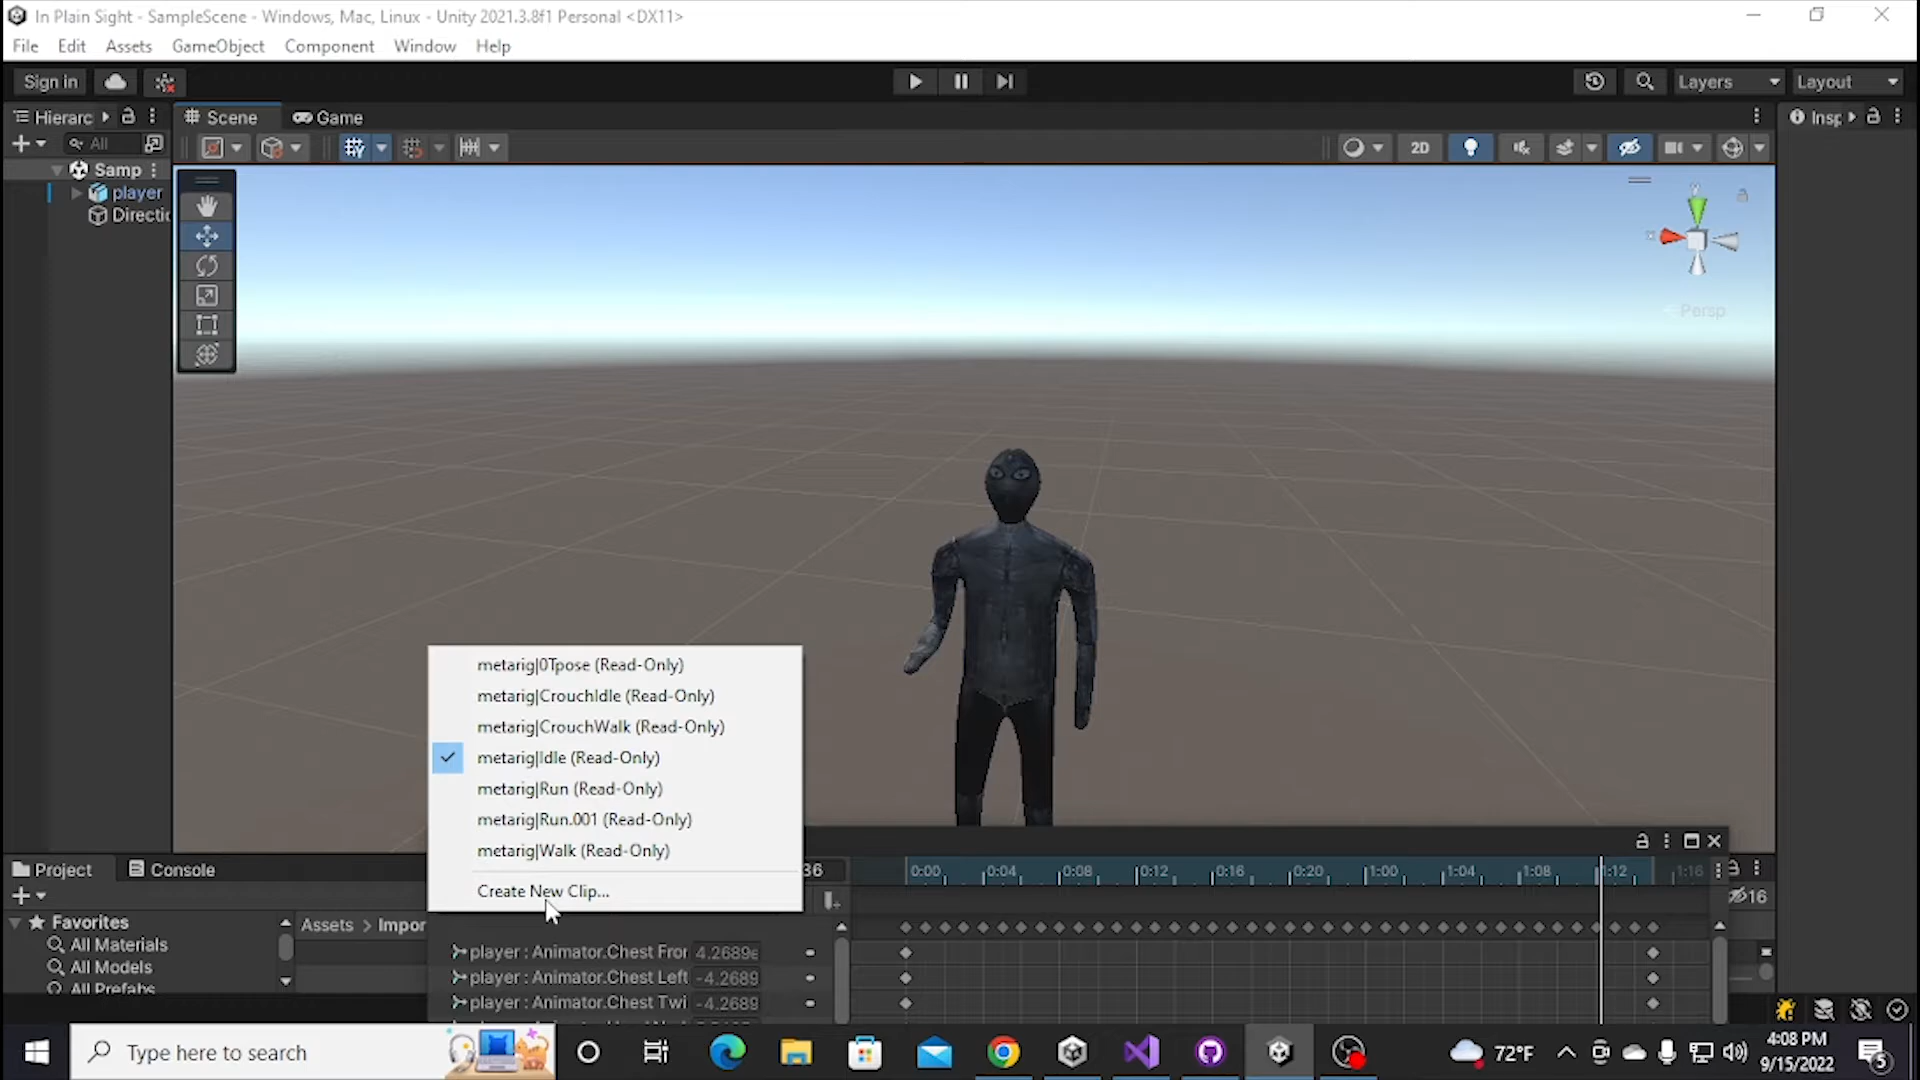 In Plain Sight - SampleScene - Windows, Mac, Linux - Unity 2021.3.8f1 Personal <DX11>
File Edit Assets GameObject Component Window Help
Sign in Layers Layout
Hierarc Scene Game Insp
All 2D
Samp
player
Directic
Persp
metarig|0Tpose (Read-Only)
metarig|CrouchIdle (Read-Only)
metarig|CrouchWalk (Read-Only)
metarig|Idle (Read-Only)
metarig|Run (Read-Only)
metarig|Run.001 (Read-Only)
metarig|Walk (Read-Only)
Create New Clip...
Project Console 36 0:00 0:04 0:08 0:12 0:16 0:20 1:00 1:04 1:08 1:12 1:16
16
Favorites Assets > Impor
All Materials
All Models
All Prefabs
player : Animator.Chest Fror 4.2689e
player : Animator.Chest Left -4.2689
player : Animator.Chest Twi -4.2689
Type here to search 72°F 4:08 PM
9/15/2022 5